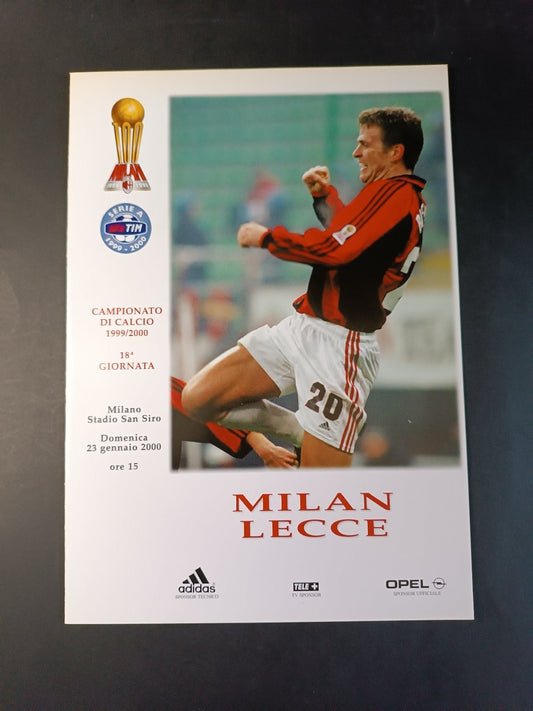 SERIE A
TIM
1999-2000
CAMPIONATO
DI CALCIO
1999/2000
18ª
GIORNATA
Milano
Stadio San Siro
Domenica
23 gennaio 2000
ore 15
20
MILAN
LECCE
adidas
SPONSOR TECNICO
TELE +
TV SPONSOR
OPEL
SPONSOR UFFICIALE